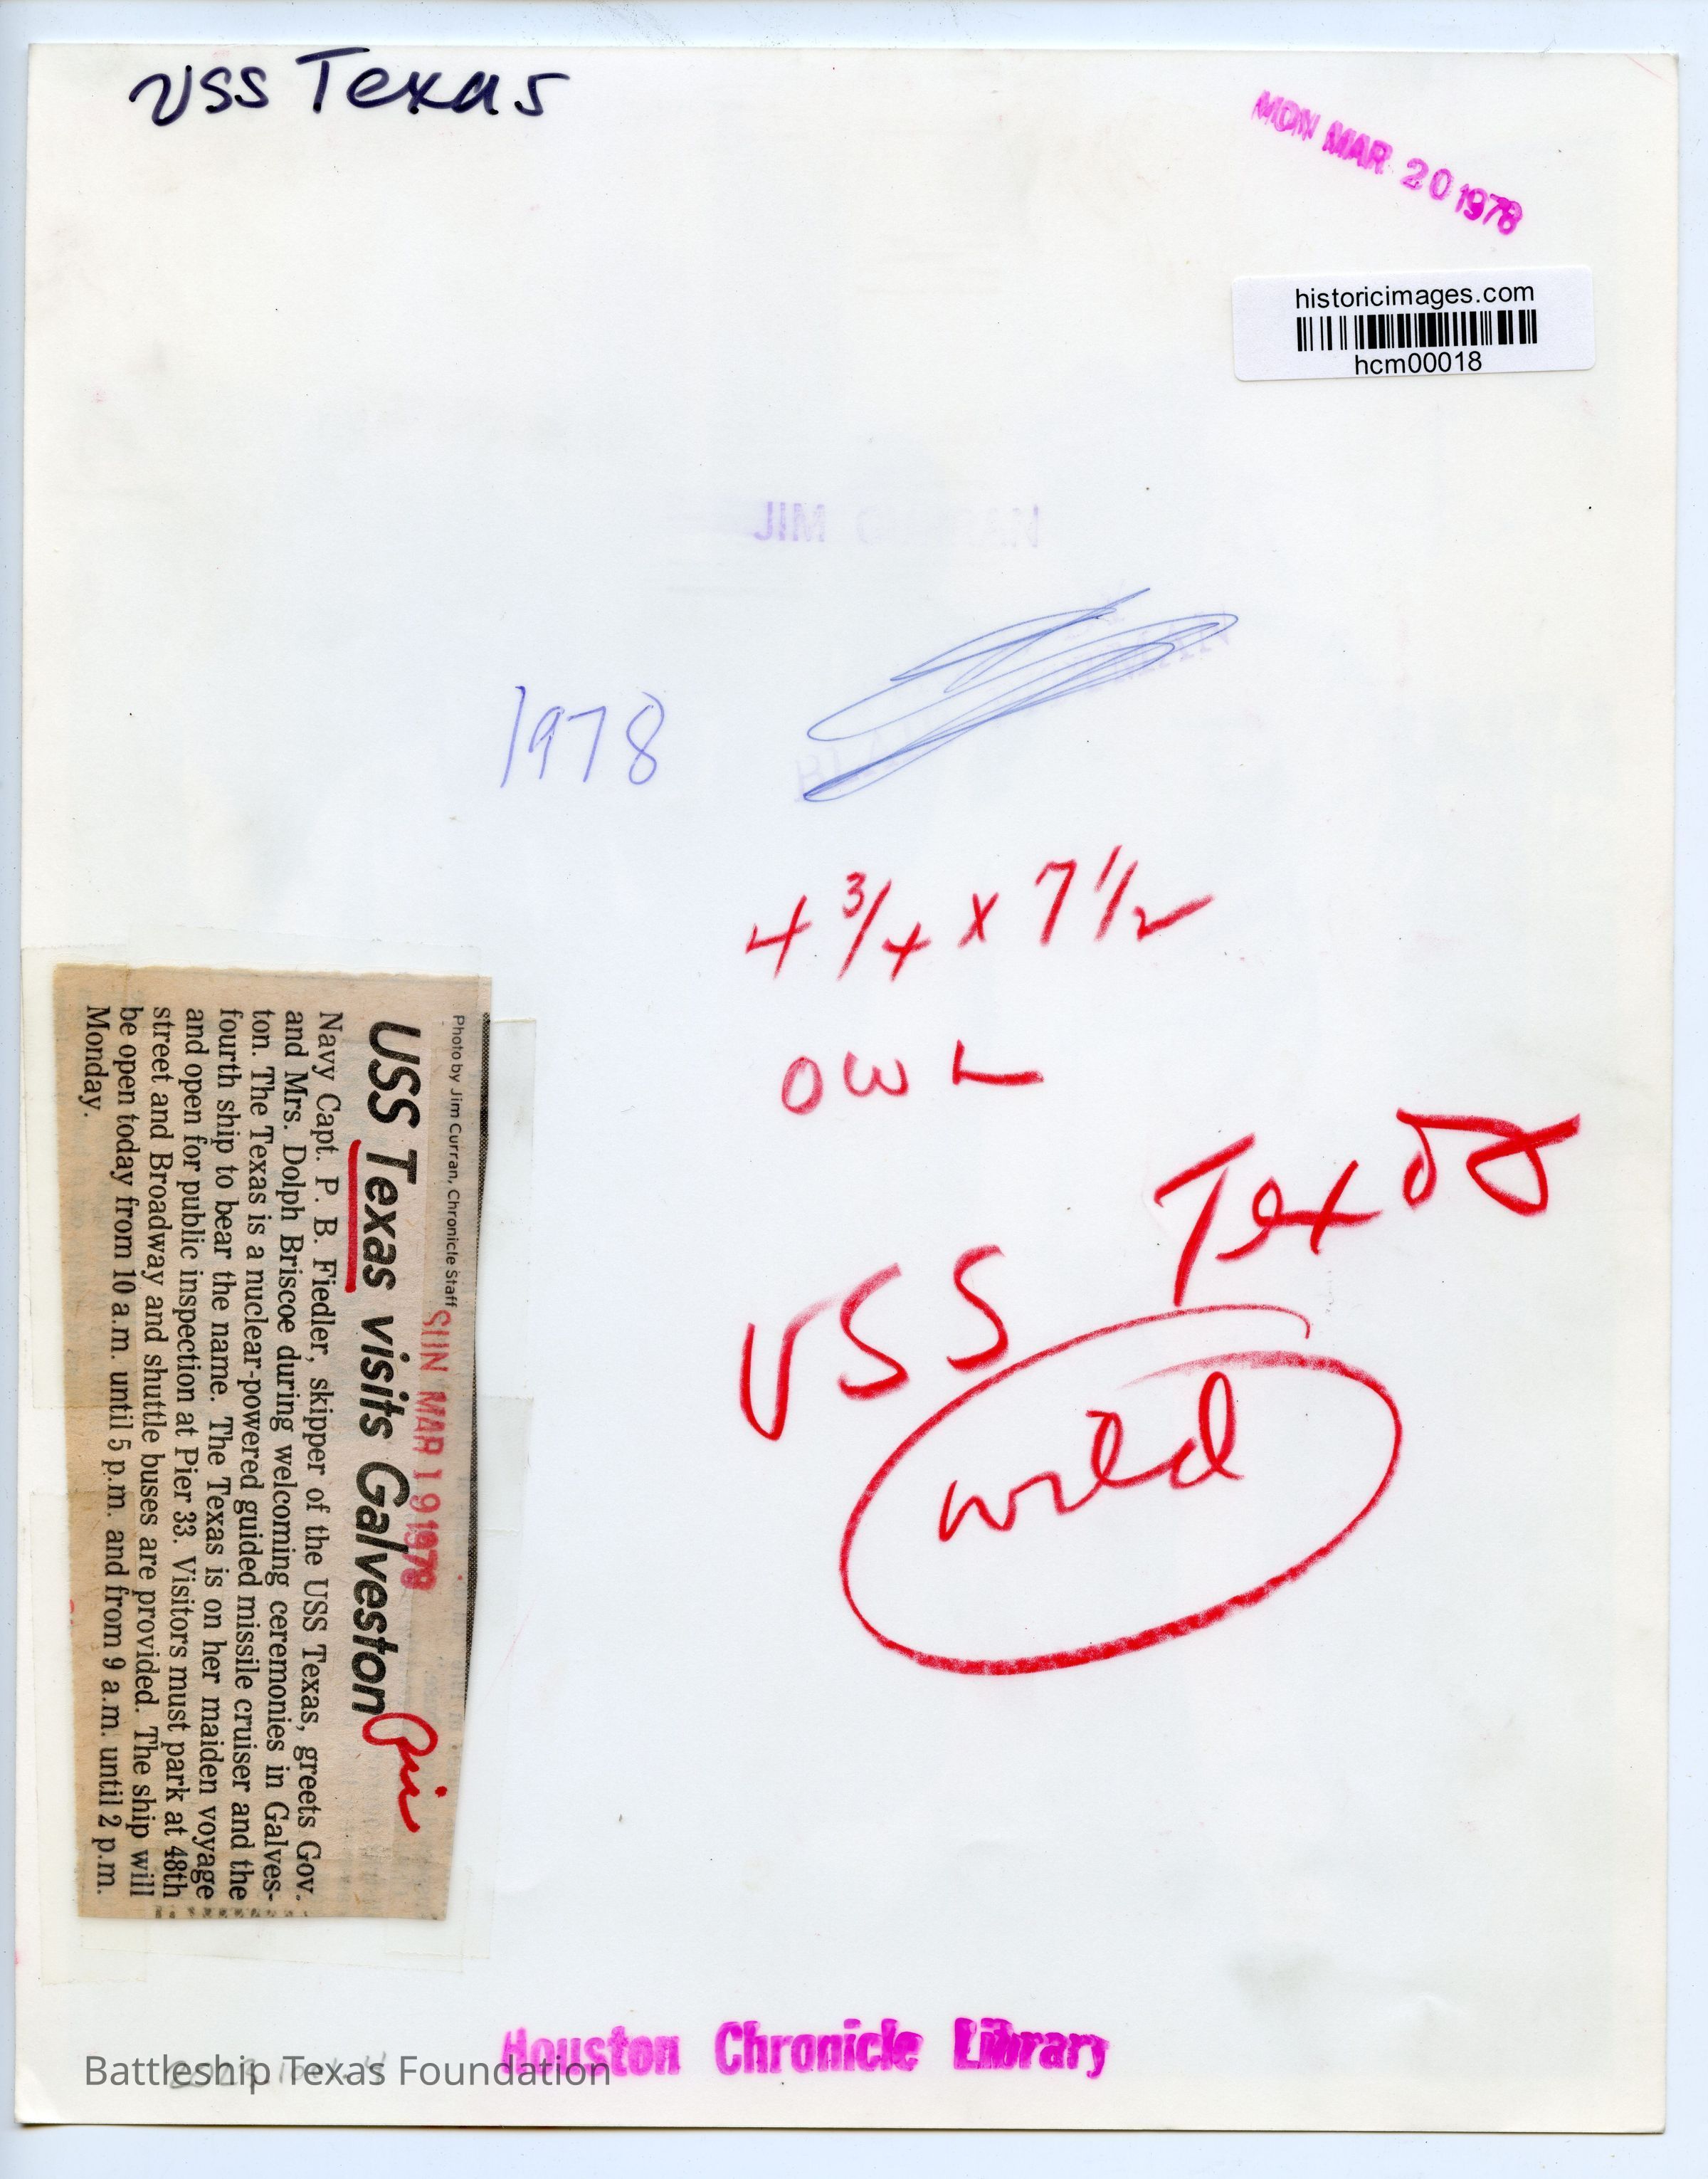 USS Texas
MON MAR 20 1978
historicimages.com
hcm00018
JIM
1978
4 3/4 x 7 1/2
OWL
Texas
USS
wild
Photo by Jim Curran, Chronicle Staff
SUN MAR 19 1978
USS Texas visits Galveston
Navy Capt. P. B. Fiedler, skipper of the USS Texas, greets Gov.
and Mrs. Dolph Briscoe during welcoming ceremonies in Galves-
ton. The Texas is a nuclear-powered guided missile cruiser and the
fourth ship to bear the name. The Texas is on her maiden voyage
and open for public inspection at Pier 33. Visitors must park at 48th
street and Broadway and shuttle buses are provided. The ship will
be open today from 10 a.m. until 5 p.m. and from 9 a.m. until 2 p.m.
Monday.
Houston Chronicle Library
Battleship Texas Foundation